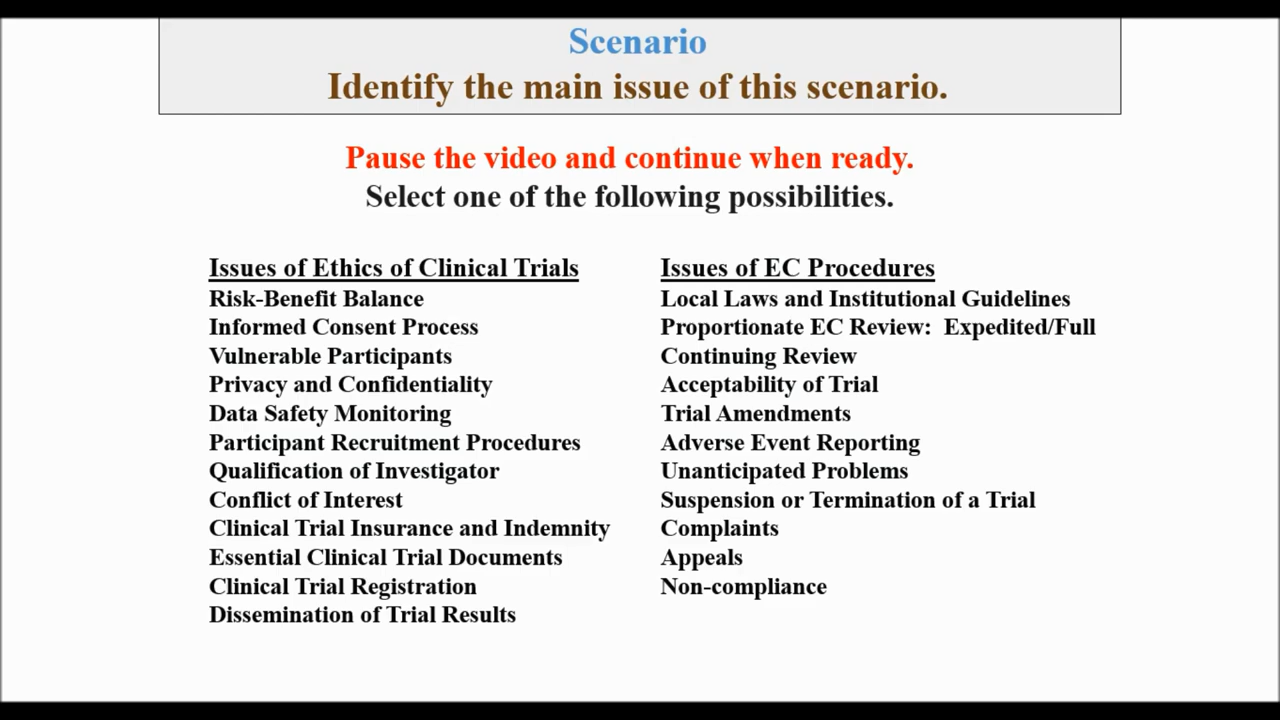 Scenario
Identify the main issue of this scenario.
Pause the video and continue when ready.
Select one of the following possibilities.
Issues of Ethics of Clinical Trials
Risk-Benefit Balance
Informed Consent Process
Vulnerable Participants
Privacy and Confidentiality
Data Safety Monitoring
Participant Recruitment Procedures
Qualification of Investigator
Conflict of Interest
Clinical Trial Insurance and Indemnity
Essential Clinical Trial Documents
Clinical Trial Registration
Dissemination of Trial Results
Issues of EC Procedures
Local Laws and Institutional Guidelines
Proportionate EC Review: Expedited/Full
Continuing Review
Acceptability of Trial
Trial Amendments
Adverse Event Reporting
Unanticipated Problems
Suspension or Termination of a Trial
Complaints
Appeals
Non-compliance